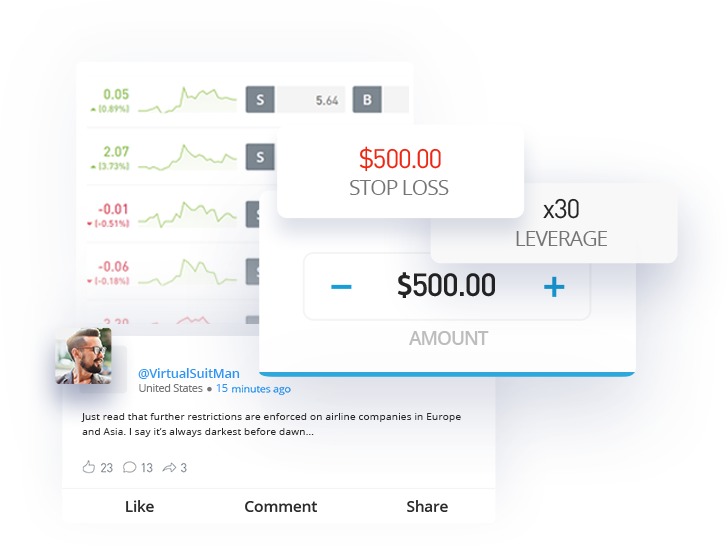 0.05
(0.89%)
S
5.64
B
2.07
(3.73%)
S
$500.00
STOP LOSS
-0.01
(-0.51%)
x30
LEVERAGE
-0.06
(-0.18%)
$500.00
AMOUNT
@VirtualSuitMan
United States • 15 minutes ago
Just read that further restrictions are enforced on airline companies in Europe
and Asia. I say it’s always darkest before dawn...
23 13 3
Like Comment Share